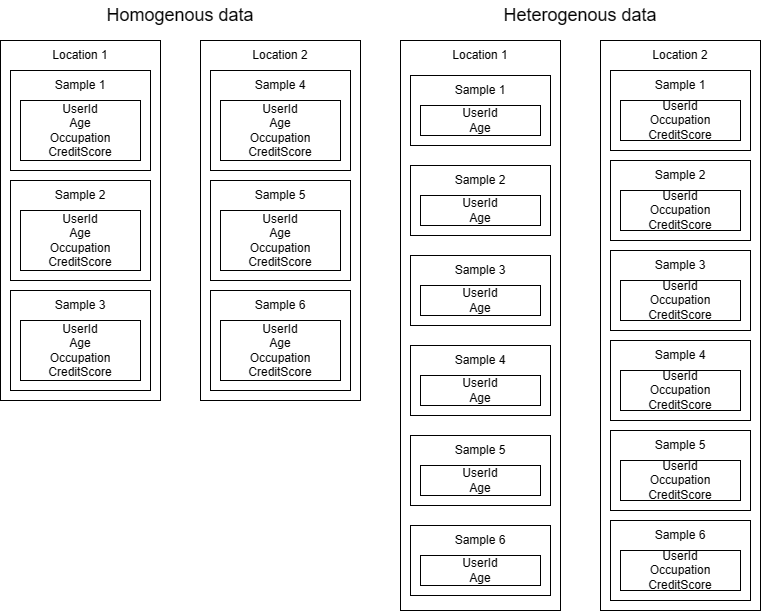 Homogenous data
Heterogenous data
Location 1
Sample 1
UserId
Age
Occupation
CreditScore
Sample 2
UserId
Age
Occupation
CreditScore
Sample 3
UserId
Age
Occupation
CreditScore
Location 2
Sample 4
UserId
Age
Occupation
CreditScore
Sample 5
UserId
Age
Occupation
CreditScore
Sample 6
UserId
Age
Occupation
CreditScore
Location 1
Sample 1
UserId
Age
Sample 2
UserId
Age
Sample 3
UserId
Age
Sample 4
UserId
Age
Sample 5
UserId
Age
Sample 6
UserId
Age
Location 2
Sample 1
UserId
Occupation
CreditScore
Sample 2
UserId
Occupation
CreditScore
Sample 3
UserId
Occupation
CreditScore
Sample 4
UserId
Occupation
CreditScore
Sample 5
UserId
Occupation
CreditScore
Sample 6
UserId
Occupation
CreditScore